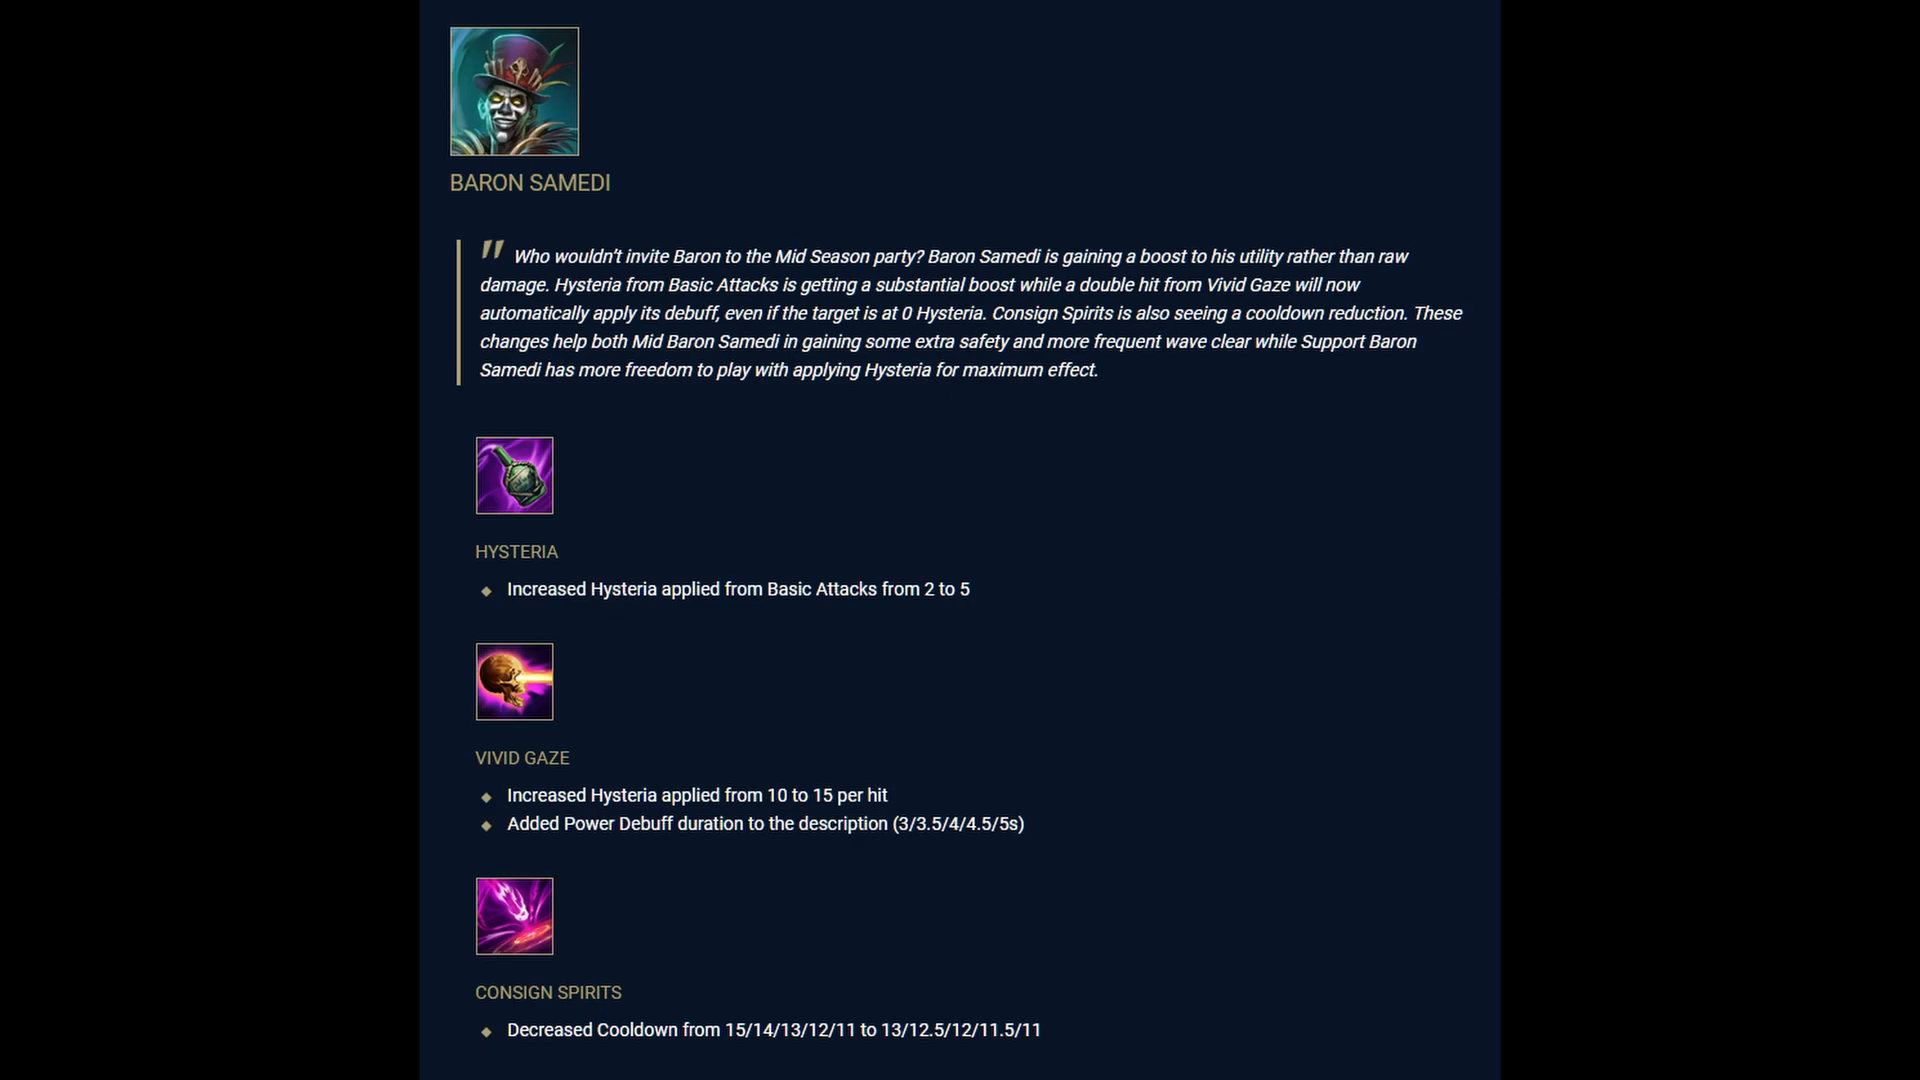 BARON SAMEDI
" Who wouldn’t invite Baron to the Mid Season party? Baron Samedi is gaining a boost to his utility rather than raw
damage. Hysteria from Basic Attacks is getting a substantial boost while a double hit from Vivid Gaze will now
automatically apply its debuff, even if the target is at 0 Hysteria. Consign Spirits is also seeing a cooldown reduction. These
changes help both Mid Baron Samedi in gaining some extra safety and more frequent wave clear while Support Baron
Samedi has more freedom to play with applying Hysteria for maximum effect.
HYSTERIA
Increased Hysteria applied from Basic Attacks from 2 to 5
VIVID GAZE
Increased Hysteria applied from 10 to 15 per hit
Added Power Debuff duration to the description (3/3.5/4/4.5/5s)
CONSIGN SPIRITS
Decreased Cooldown from 15/14/13/12/11 to 13/12.5/12/11.5/11